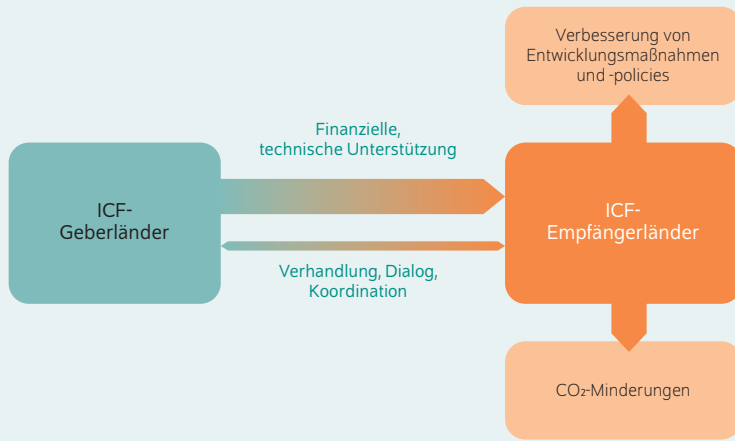 Verbesserung von
Entwicklungsmaßnahmen
und -policies
Finanzielle,
technische Unterstützung
ICF-
Geberländer
ICF-
Empfängerländer
Verhandlung, Dialog,
Koordination
CO₂-Minderungen